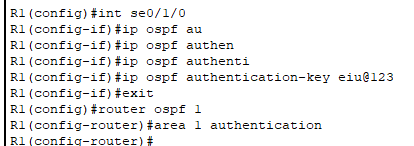 R1(config)#int se0/1/0
R1(config-if)#ip ospf au
R1(config-if)#ip ospf authen
R1(config-if)#ip ospf authenti
R1(config-if)#ip ospf authentication-key eiu@123
R1(config-if)#exit
R1(config)#router ospf 1
R1(config-router)#area 1 authentication
R1(config-router)#